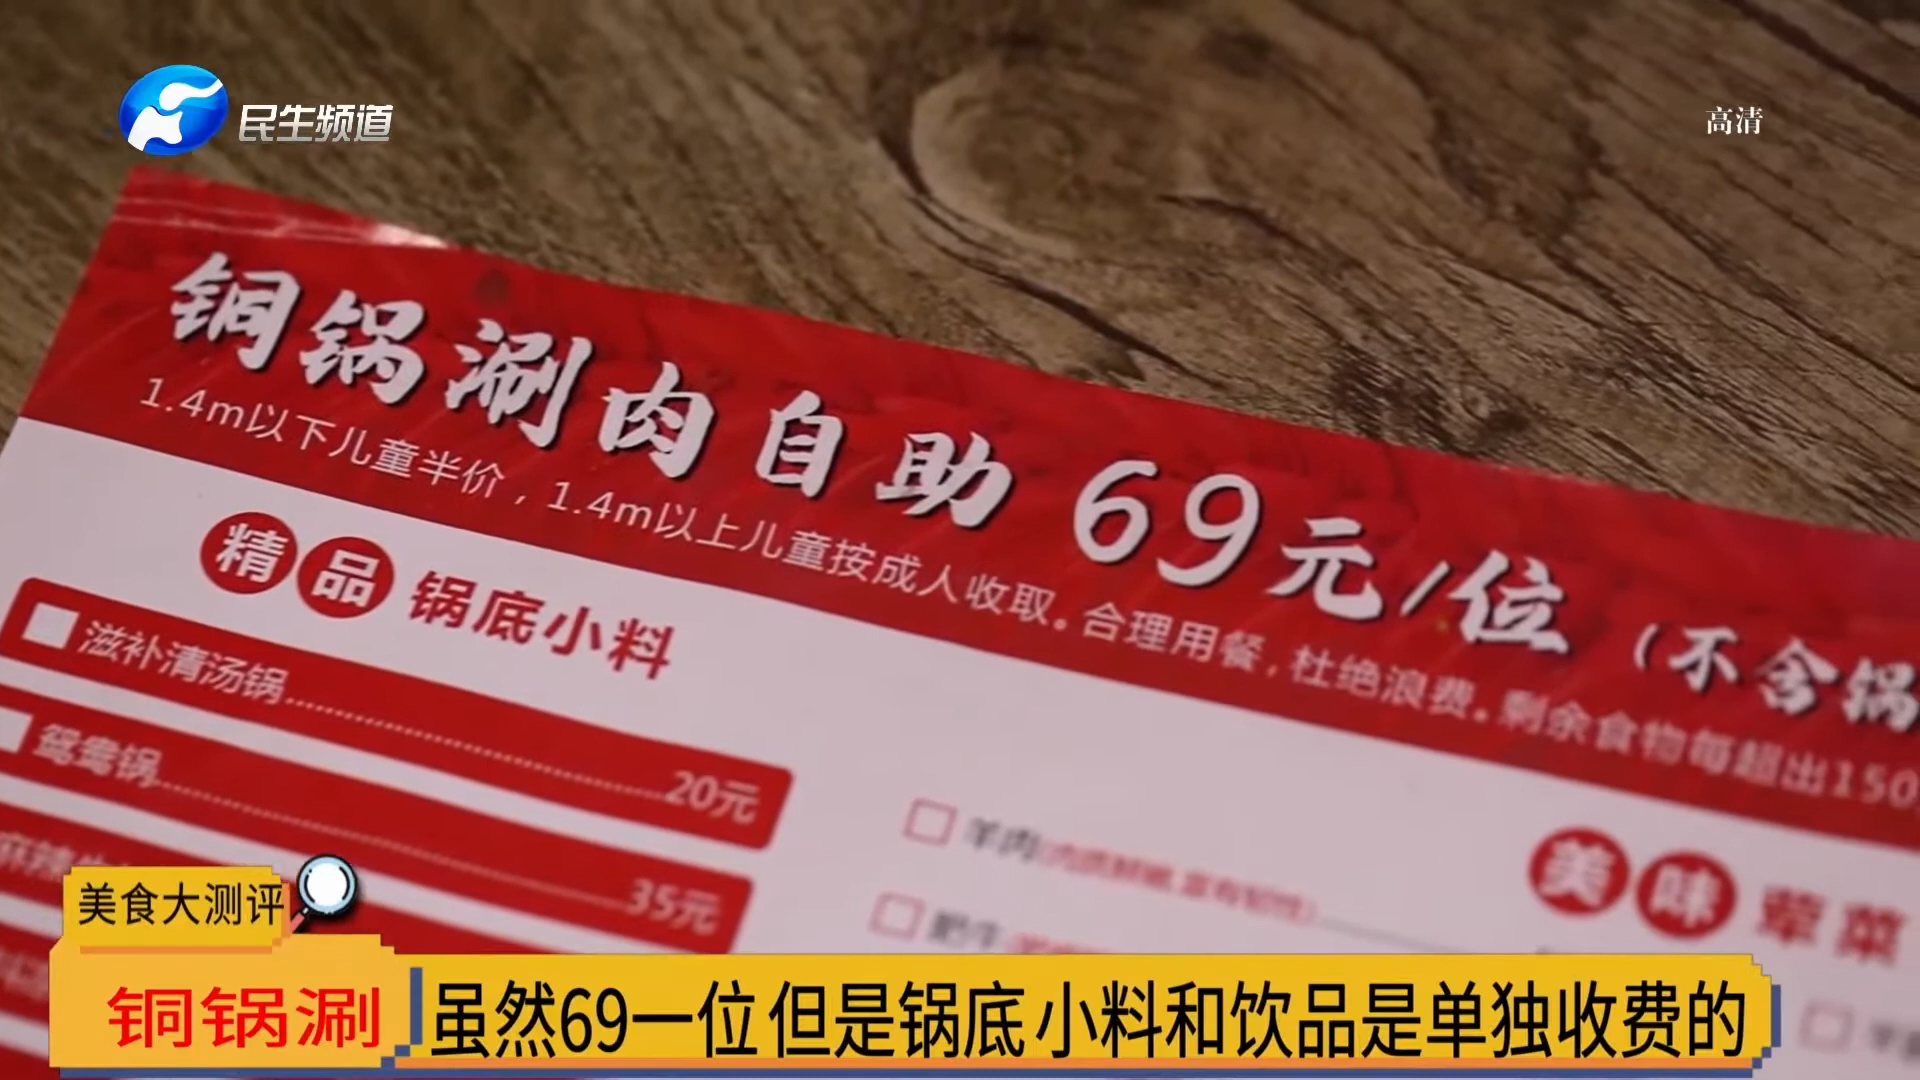 民生频道
高清
铜锅涮肉自助 69元/位 (不含锅
1.4m以下儿童半价，1.4m以上儿童按成人收取。合理用餐，杜绝浪费。剩余食物每超出150
精品锅底小料
滋补清汤锅 20元
鸳鸯锅 35元
麻辣
美味荤菜
羊肉
肥牛
美食大测评
铜锅涮
虽然69一位 但是锅底 小料和饮品是单独收费的